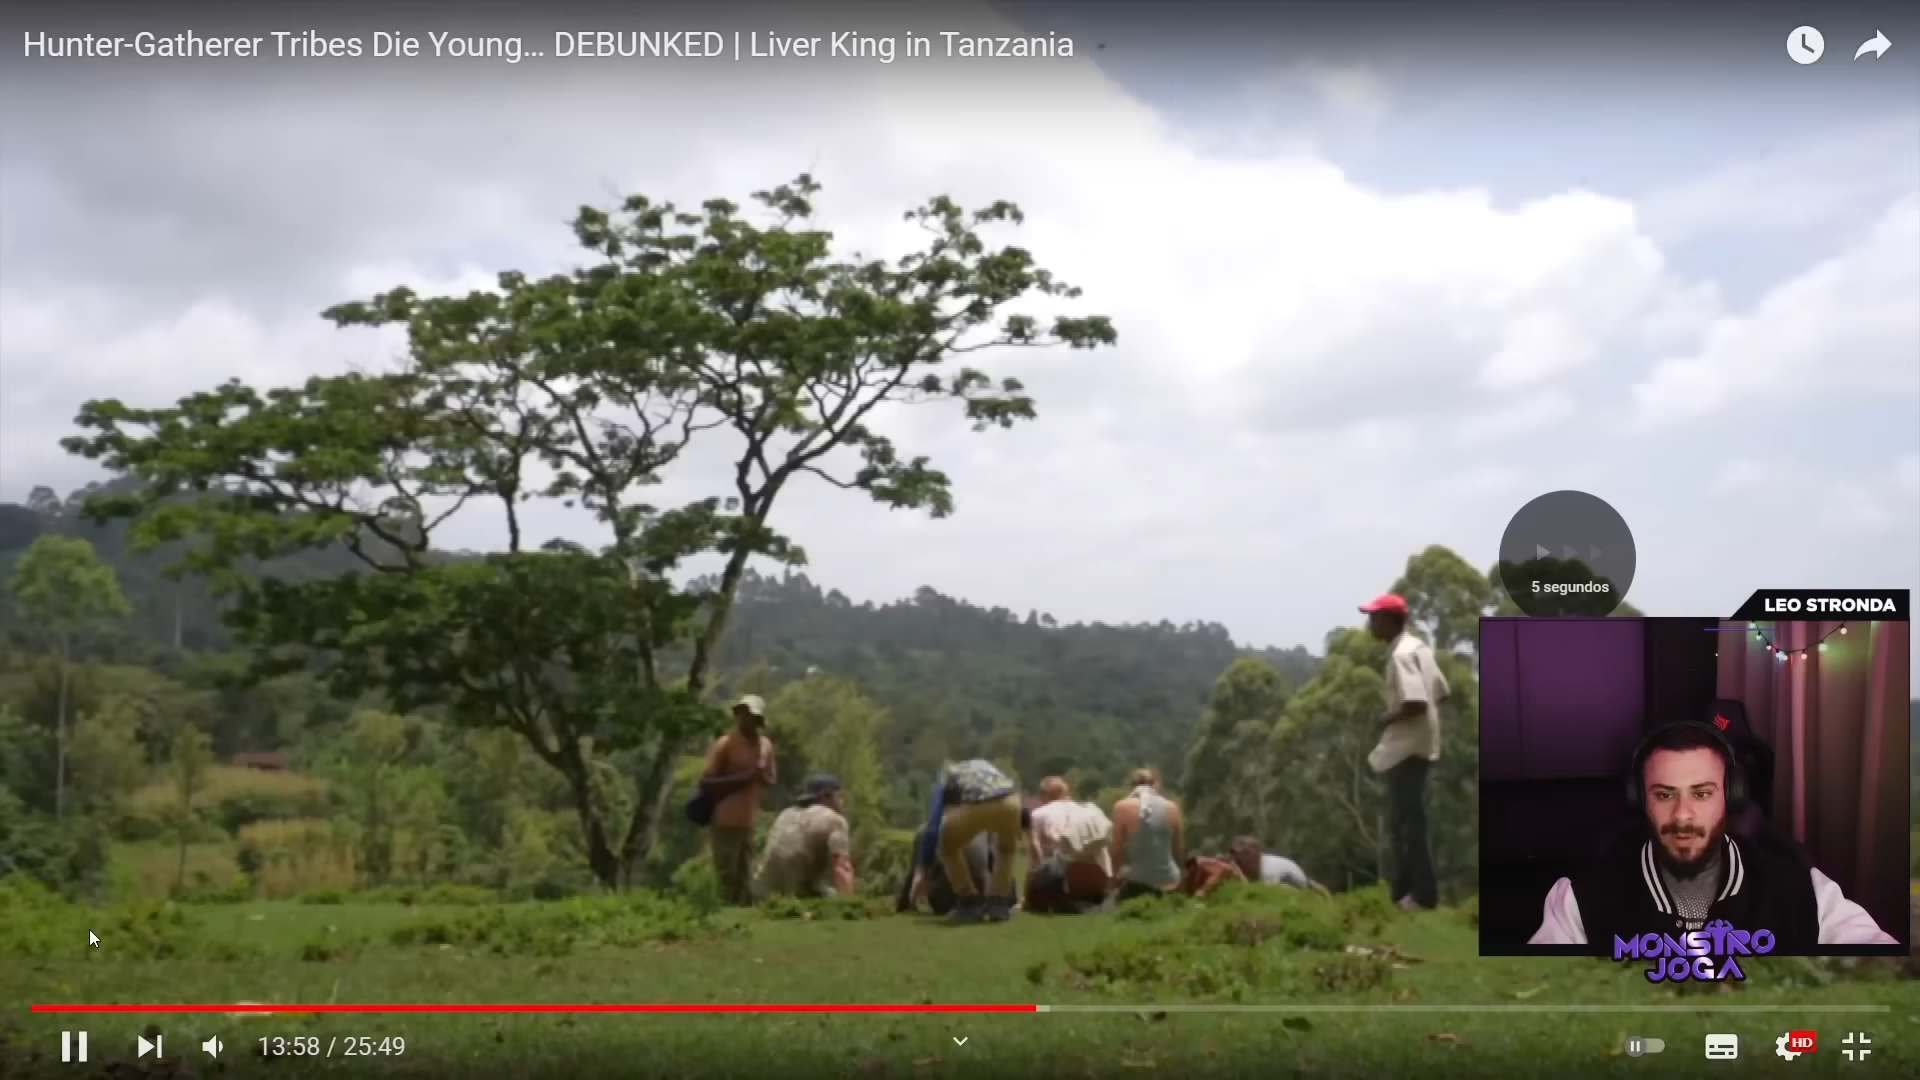 Hunter-Gatherer Tribes Die Young... DEBUNKED | Liver King in Tanzania
5 segundos
LEO STRONDA
MONSTRO
JOGA
13:58 / 25:49
HD